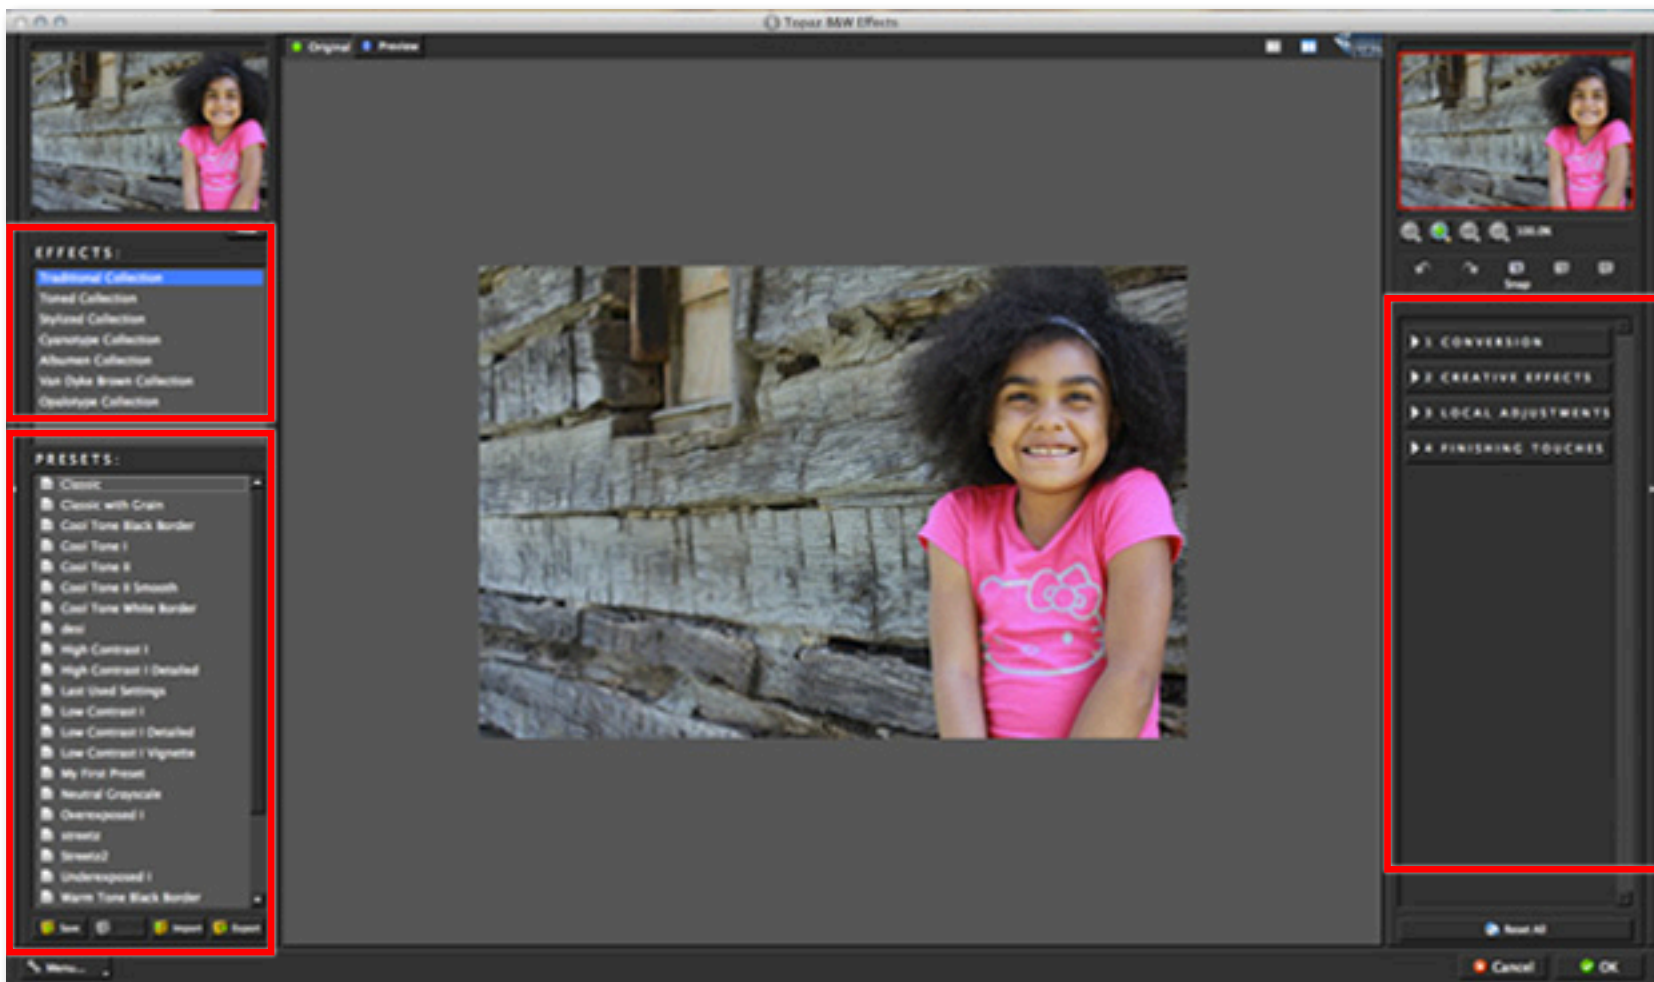 Topaz B&W Effects
Original Preview
EFFECTS:
Traditional Collection
Toned Collection
Stylized Collection
Cyanotype Collection
Albumen Collection
Van Dyke Brown Collection
Opalotype Collection
PRESETS:
Classic
Classic with Grain
Cool Tone Black Border
Cool Tone I
Cool Tone II
Cool Tone II Smooth
Cool Tone White Border
desi
High Contrast I
High Contrast I Detailed
Last Used Settings
Low Contrast I
Low Contrast I Detailed
Low Contrast I Vignette
My First Preset
Neutral Grayscale
Overexposed I
streetz
Streetz2
Underexposed I
Warm Tone Black Border
Save Import Export
Menu...
100.0%
Snap
1 CONVERSION
2 CREATIVE EFFECTS
3 LOCAL ADJUSTMENTS
4 FINISHING TOUCHES
Reset All
Cancel OK